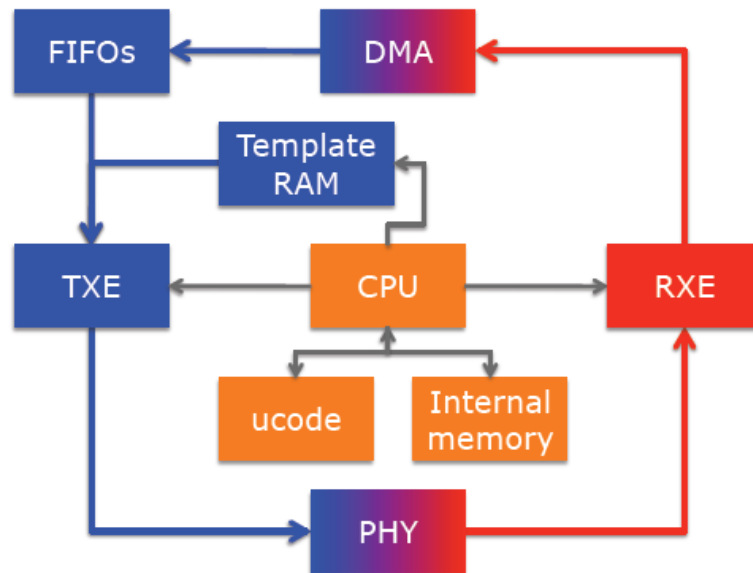 FIFOs
DMA
Template
RAM
TXE
CPU
RXE
ucode
Internal
memory
PHY